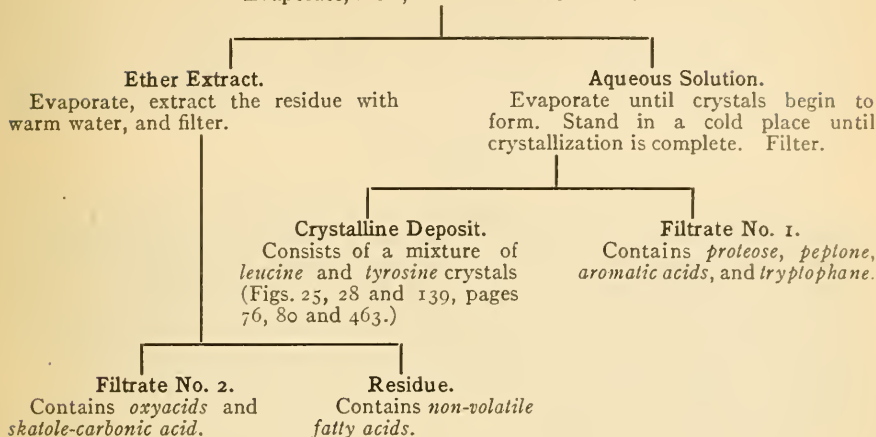 Ether Extract.
Evaporate, extract the residue with
warm water, and filter.
Aqueous Solution.
Evaporate until crystals begin to
form. Stand in a cold place until
crystallization is complete. Filter.
Crystalline Deposit.
Consists of a mixture of
leucine and tyrosine crystals
(Figs. 25, 28 and 139, pages
76, 80 and 463.)
Filtrate No. 1.
Contains proteose, peptone,
aromatic acids, and tryptophane.
Filtrate No. 2.
Contains oxyacids and
skatole-carbonic acid.
Residue.
Contains non-volatile
fatty acids.